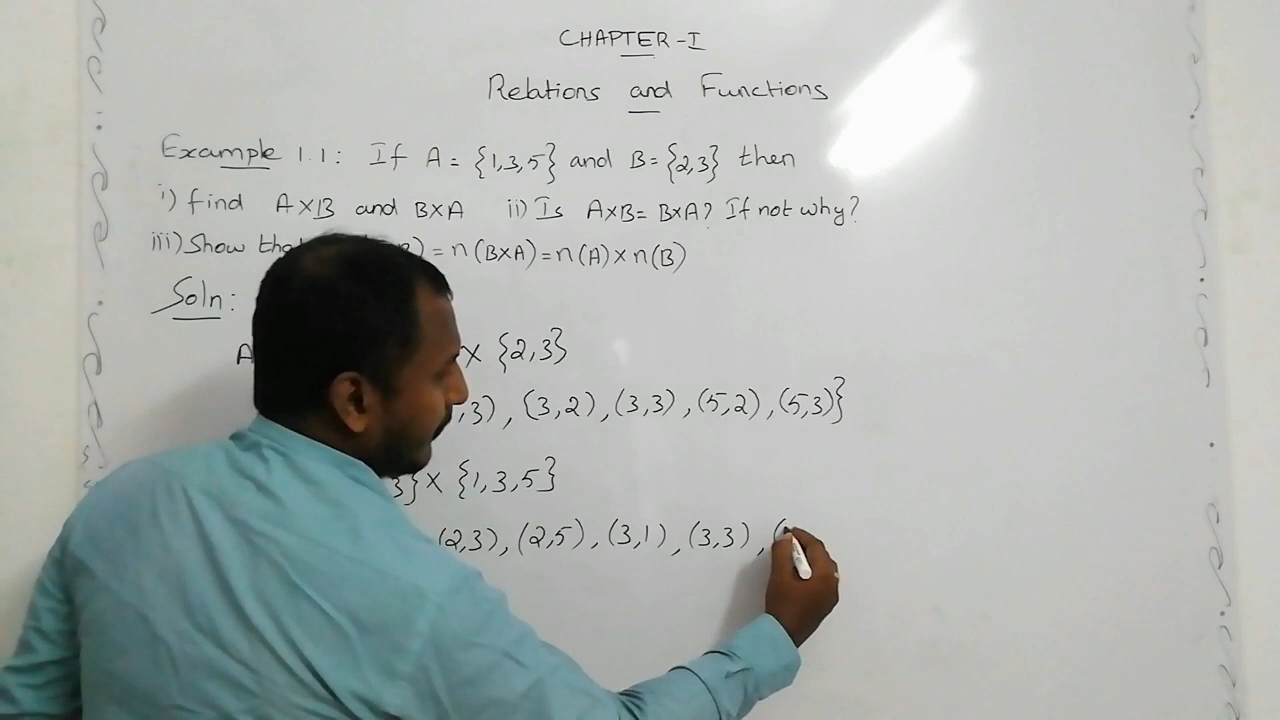 CHAPTER-I
Relations and Functions
Example 1.1: If A = {1,3,5} and B = {2,3} then
i) find A×B and B×A ii) Is A×B = B×A? If not why?
iii) Show ) = n(B×A) = n(A) × n(B)
Soln:
A × {2,3}
,3), (3,2), (3,3), (5,2), (5,3)}
3} × {1,3,5}
(2,3), (2,5), (3,1), (3,3), (